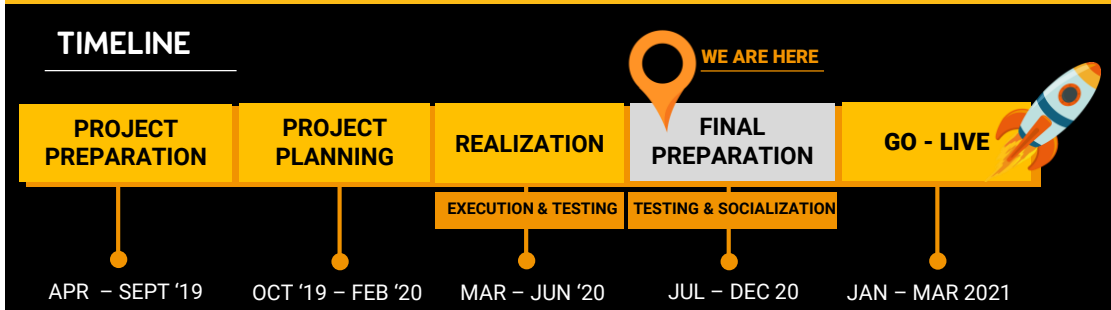 TIMELINE
WE ARE HERE
PROJECT
PREPARATION
PROJECT
PLANNING
REALIZATION
FINAL
PREPARATION
GO - LIVE
EXECUTION & TESTING
TESTING & SOCIALIZATION
APR – SEPT ‘19
OCT ‘19 – FEB ‘20
MAR – JUN ‘20
JUL – DEC 20
JAN – MAR 2021